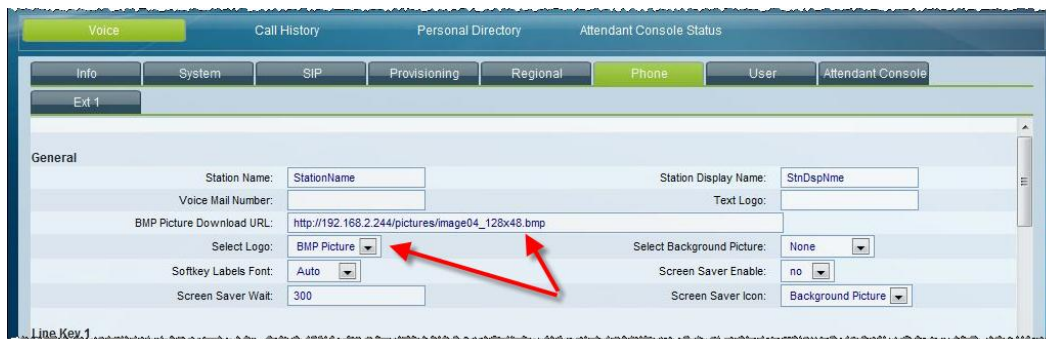 Voice Call History Personal Directory Attendant Console Status
Info System SIP Provisioning Regional Phone User Attendant Console
Ext 1
General
Station Name: StationName Station Display Name: StnDspNme
Voice Mail Number: Text Logo:
BMP Picture Download URL: http://192.168.2.244/pictures/image04_128x48.bmp
Select Logo: BMP Picture Select Background Picture: None
Softkey Labels Font: Auto Screen Saver Enable: no
Screen Saver Wait: 300 Screen Saver Icon: Background Picture
Line Key 1